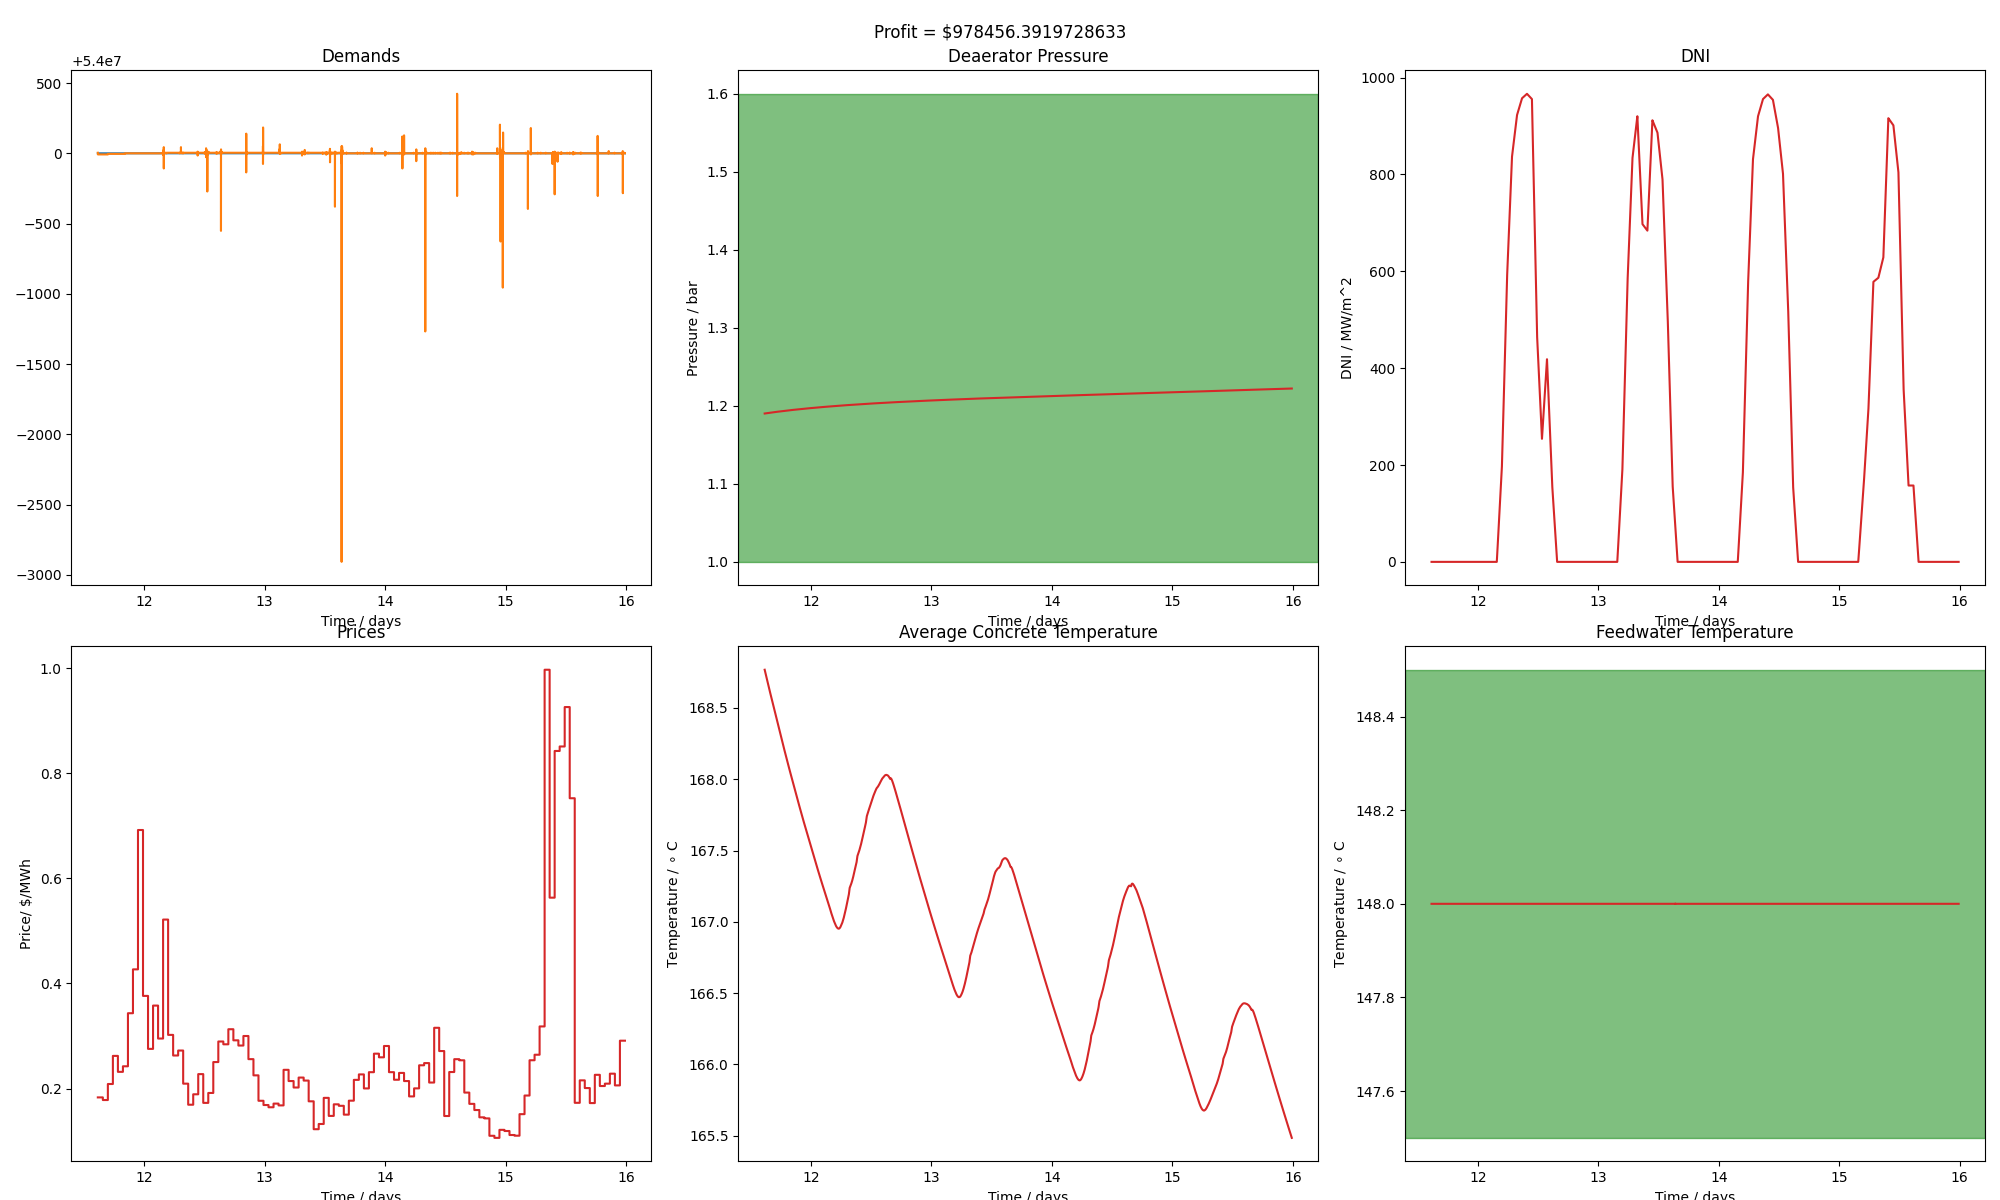 Profit = $978456.3919728633
Demands
+5.4e7
500
0
−500
−1000
−1500
−2000
−2500
−3000
12 13 14 15 16
Time / days
Deaerator Pressure
Pressure / bar
1.6
1.5
1.4
1.3
1.2
1.1
1.0
12 13 14 15 16
Time / days
DNI
DNI / MW/m^2
1000
800
600
400
200
0
12 13 14 15 16
Time / days
Prices
Price/ $/MWh
1.0
0.8
0.6
0.4
0.2
12 13 14 15 16
Time / days
Average Concrete Temperature
Temperature / ∘ C
168.5
168.0
167.5
167.0
166.5
166.0
165.5
12 13 14 15 16
Time / days
Feedwater Temperature
Temperature / ∘ C
148.4
148.2
148.0
147.8
147.6
12 13 14 15 16
Time / days